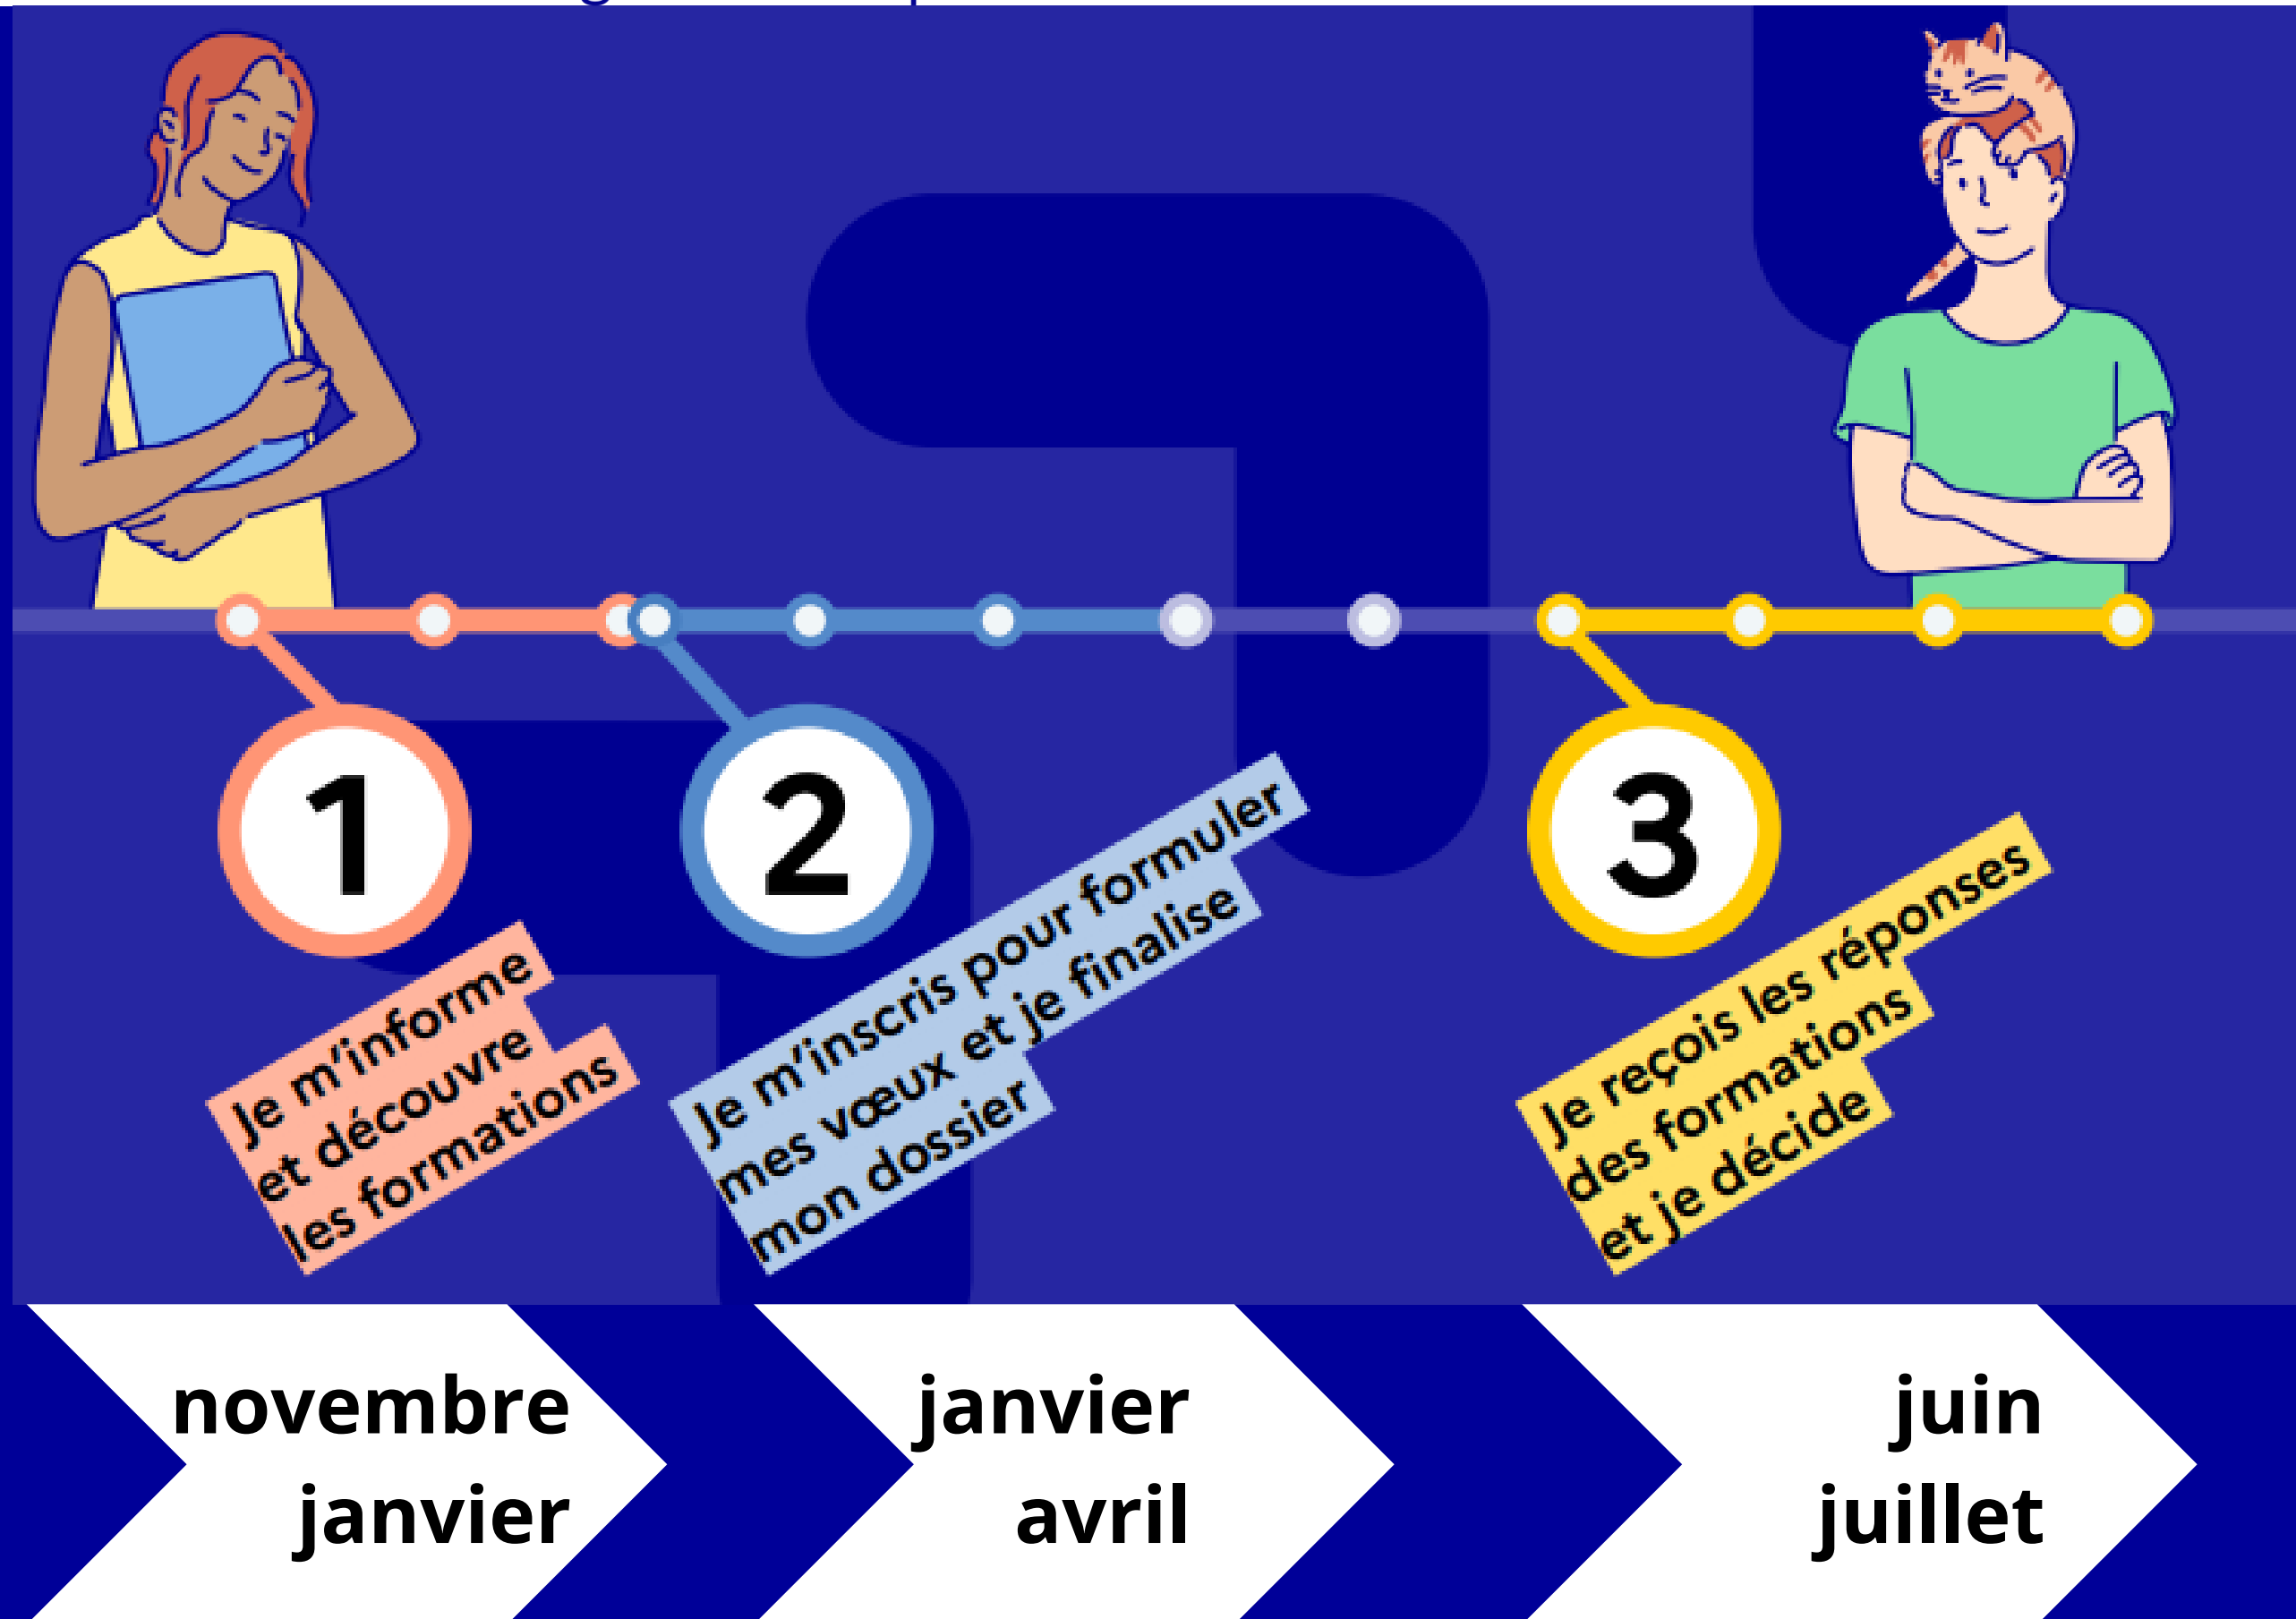 1
Je m'informe
et découvre
les formations
2
Je m'inscris pour formuler
mes vœux et je finalise
mon dossier
3
Je reçois les réponses
des formations
et je décide
novembre
janvier
janvier
avril
juin
juillet